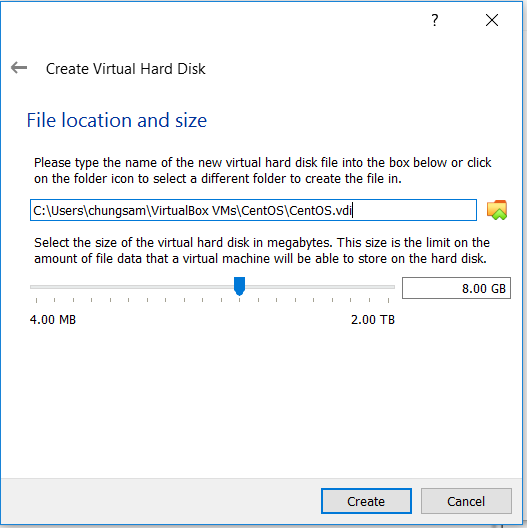 ?
Create Virtual Hard Disk
File location and size
Please type the name of the new virtual hard disk file into the box below or click
on the folder icon to select a different folder to create the file in.
C:\Users\chungsam\VirtualBox VMs\CentOS\CentOS.vdi
Select the size of the virtual hard disk in megabytes. This size is the limit on the
amount of file data that a virtual machine will be able to store on the hard disk.
8.00 GB
4.00 MB 2.00 TB
Create Cancel